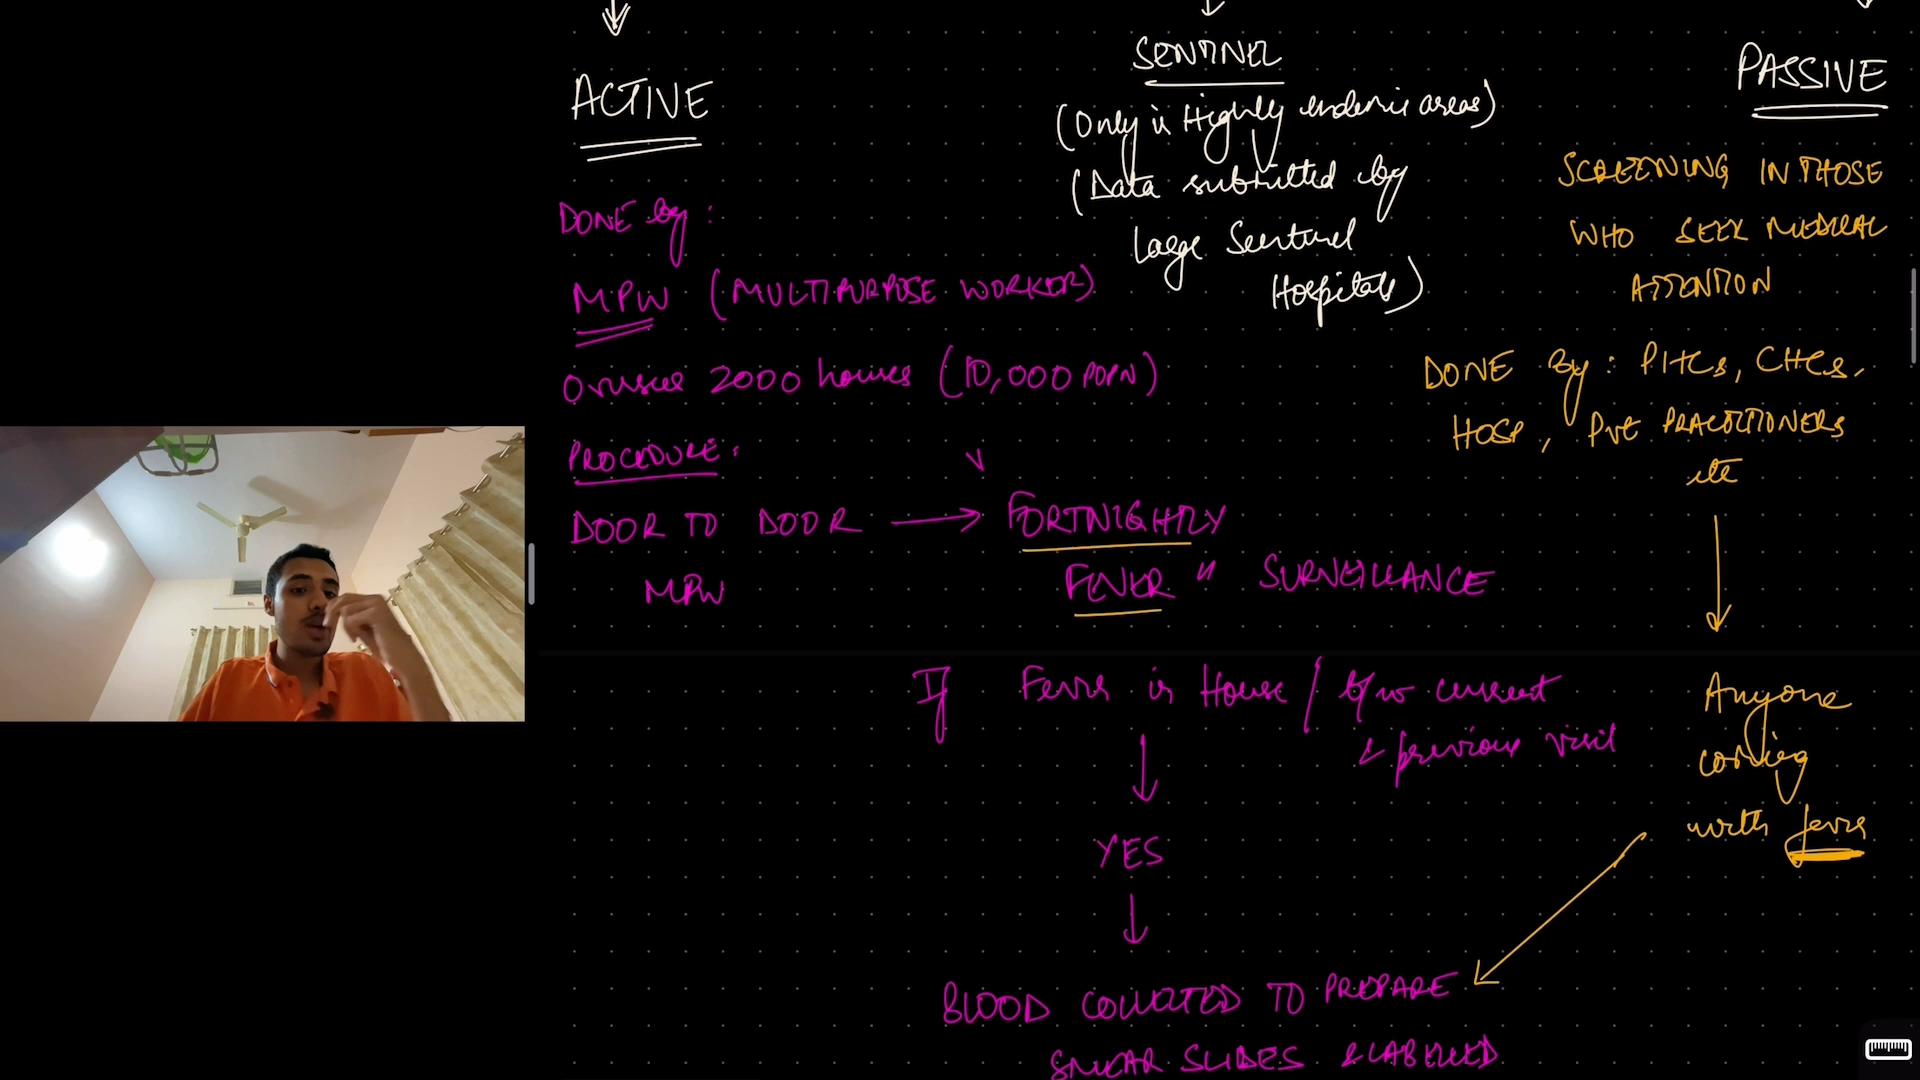 ACTIVE
DONE by :
MPW (MULTIPURPOSE WORKER)
Oversees 2000 houses (10,000 POPN)
PROCEDURE :
DOOR TO DOOR → FORTNIGHTLY
MPW
FEVER " SURVEILLANCE
If Fever in House / b/w current
& previous visit
↓
YES
↓
BLOOD COLLECTED TO PREPARE
SMEAR SLIDES & LABELLED
SENTINEL
(Only in Highly endemic areas)
(Data submitted by
Large Sentinel
Hospitals)
PASSIVE
SCREENING IN THOSE
WHO SEEK MEDICAL
ATTENTION
DONE By : PHCs, CHCs,
HOSP, Pvt PRACTITIONERS
etc
↓
Anyone
coming
with fever